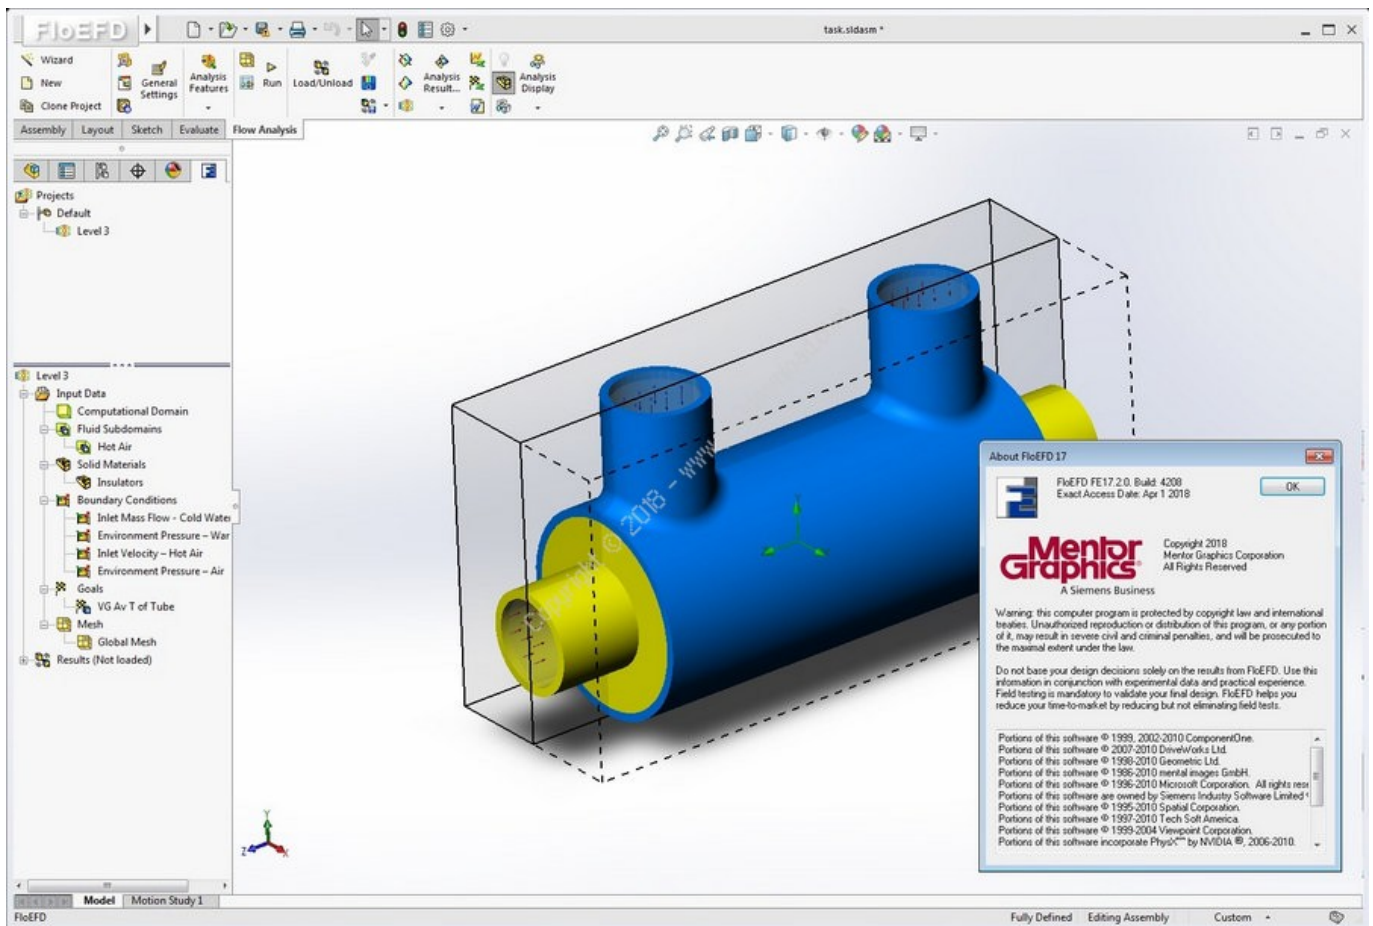 FloEFD
task.sldasm *
Wizard
New
Clone Project
General
Settings
Analysis
Features
Run
Load/Unload
Analysis
Result...
Analysis
Display
Assembly
Layout
Sketch
Evaluate
Flow Analysis
Projects
Default
Level 3
Level 3
Input Data
Computational Domain
Fluid Subdomains
Hot Air
Solid Materials
Insulators
Boundary Conditions
Inlet Mass Flow - Cold Water
Environment Pressure – War
Inlet Velocity – Hot Air
Environment Pressure – Air
Goals
VG Av T of Tube
Mesh
Global Mesh
Results (Not loaded)
© 2018 - www.
Y
Z
X
About FloEFD 17
FloEFD FE17.2.0. Build: 4208
Exact Access Date: Apr 1 2018
OK
Mentor
Graphics
A Siemens Business
Copyright 2018
Mentor Graphics Corporation
All Rights Reserved
Warning: this computer program is protected by copyright law and international
treaties. Unauthorized reproduction or distribution of this program, or any portion
of it, may result in severe civil and criminal penalties, and will be prosecuted to
the maximal extent under the law.
Do not base your design decisions solely on the results from FloEFD. Use this
information in conjunction with experimental data and practical experience.
Field testing is mandatory to validate your final design. FloEFD helps you
reduce your time-to-market by reducing but not eliminating field tests.
Portions of this software © 1999, 2002-2010 ComponentOne.
Portions of this software © 2007-2010 DriveWorks Ltd.
Portions of this software © 1998-2010 Geometric Ltd.
Portions of this software © 1986-2010 mental images GmbH.
Portions of this software © 1996-2010 Microsoft Corporation. All rights rese
Portions of this software are owned by Siemens Industry Software Limited
Portions of this software © 1995-2010 Spatial Corporation.
Portions of this software © 1997-2010 Tech Soft America.
Portions of this software © 1999-2004 Viewpoint Corporation.
Portions of this software incorporate PhysX™ by NVIDIA ®, 2006-2010.
Model
Motion Study 1
FloEFD
Fully Defined
Editing Assembly
Custom